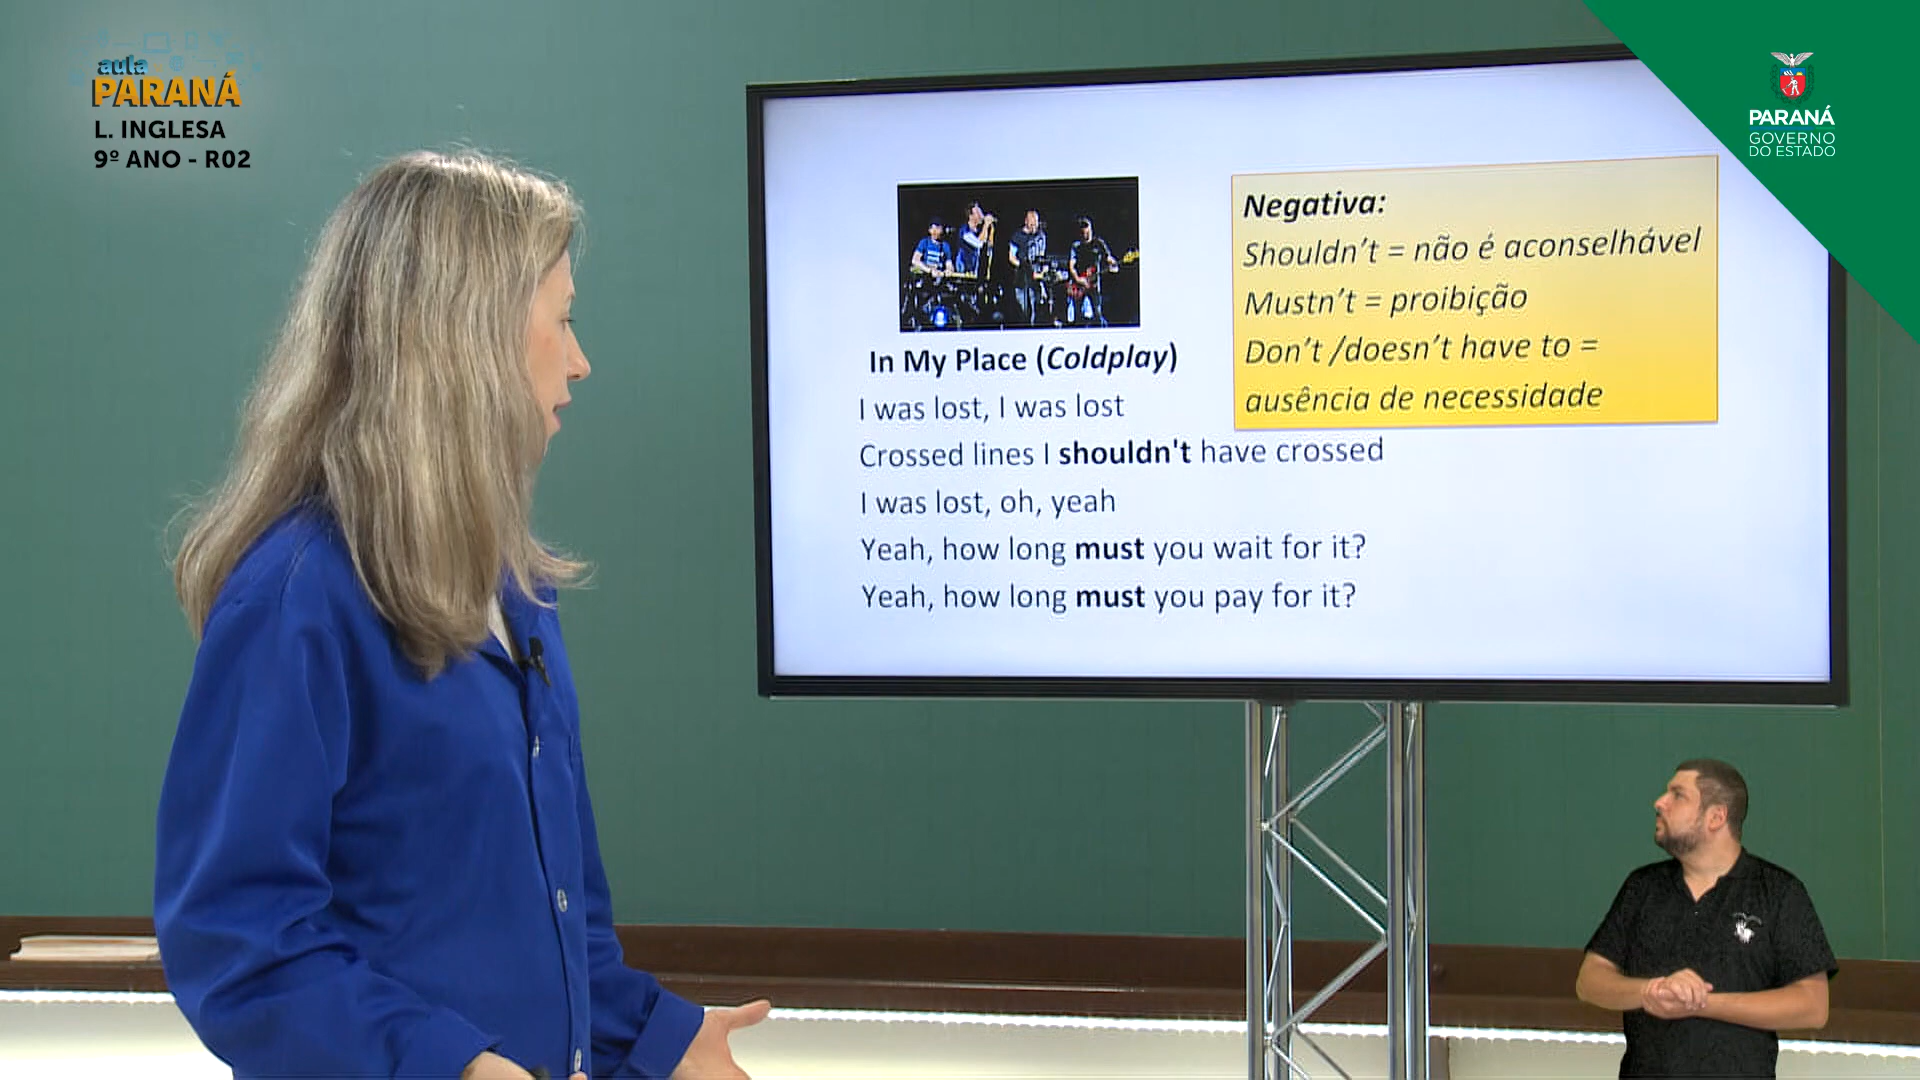 aula
PARANÁ
L. INGLESA
9º ANO - R02
PARANÁ
GOVERNO
DO ESTADO
Negativa:
Shouldn't = não é aconselhável
Mustn't = proibição
Don't /doesn't have to =
ausência de necessidade
In My Place (Coldplay)
I was lost, I was lost
Crossed lines I shouldn't have crossed
I was lost, oh, yeah
Yeah, how long must you wait for it?
Yeah, how long must you pay for it?